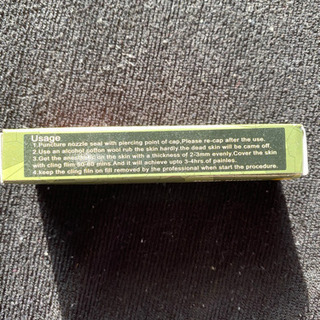 Usage
1.Puncture nozzle seal with piercing point of cap.Please re-cap after the use.
2.Use an alcohol cotton wool rub the skin hardly the dead skin will be came off.
3.Get the anesthetic on the skin with a thickness of 2/3mm evenly.Cover the skin
with cling film 50-60 mins.And it will achieve upto 3-4hrs of painles.
4.keep the cling film on fill removed by the professional when start the procedure.